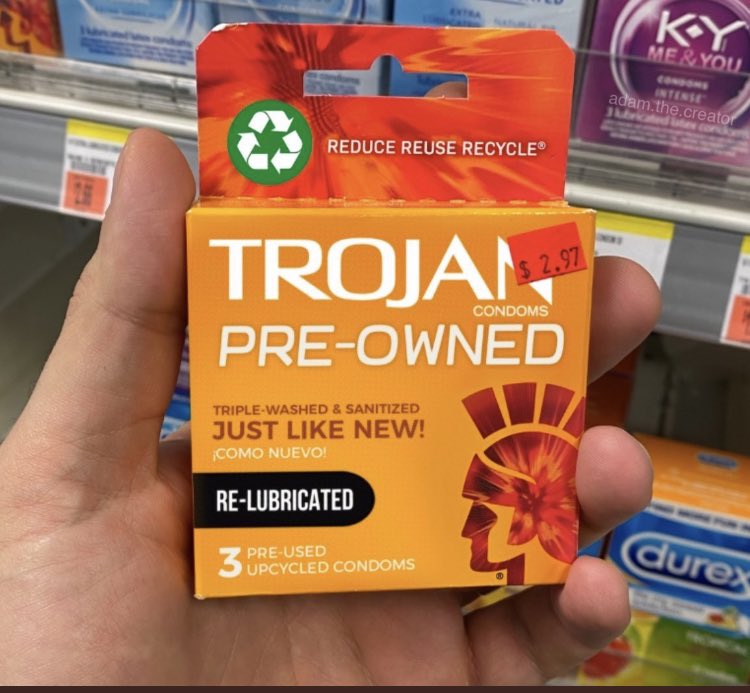 K-Y
ME & YOU
CONDOMS
INTENSE
adam.the.creator
REDUCE REUSE RECYCLE®
TROJAN
$ 2.97
CONDOMS
PRE-OWNED
TRIPLE-WASHED & SANITIZED
JUST LIKE NEW!
¡COMO NUEVO!
RE-LUBRICATED
3 PRE-USED
UPCYCLED CONDOMS
®
durex